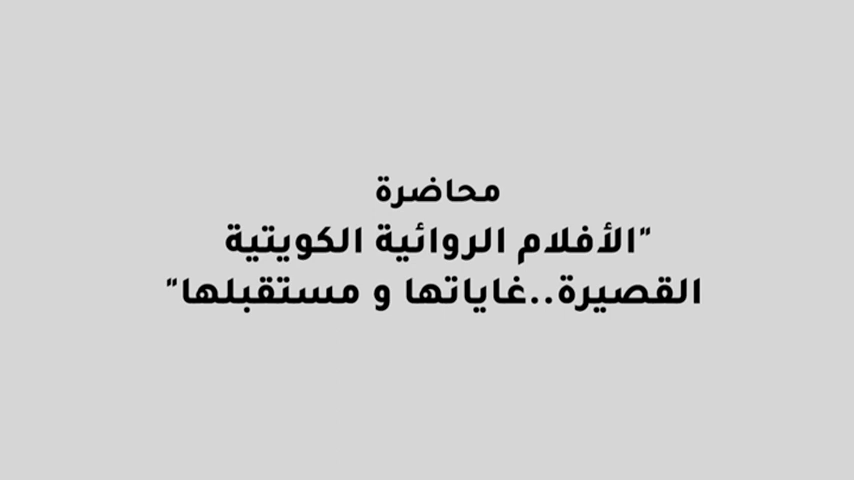 محاضرة
"الأفلام الروائية الكويتية
القصيرة..غاياتها و مستقبلها"